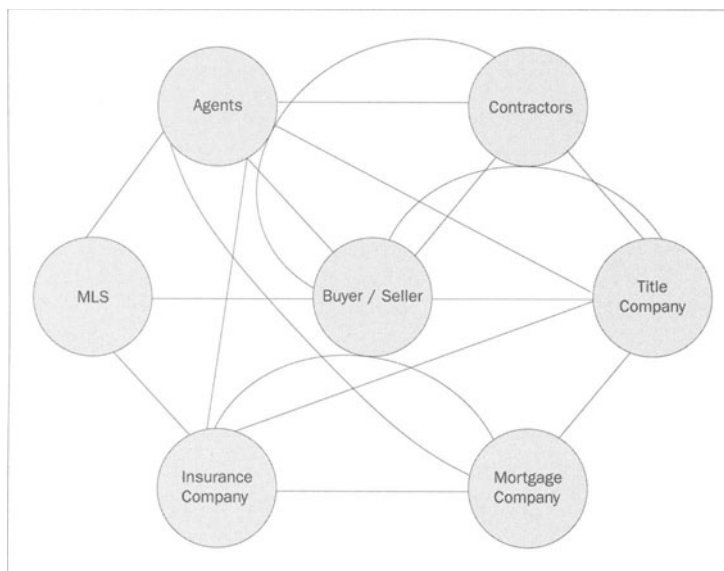 Agents
Contractors
MLS
Buyer / Seller
Title
Company
Insurance
Company
Mortgage
Company